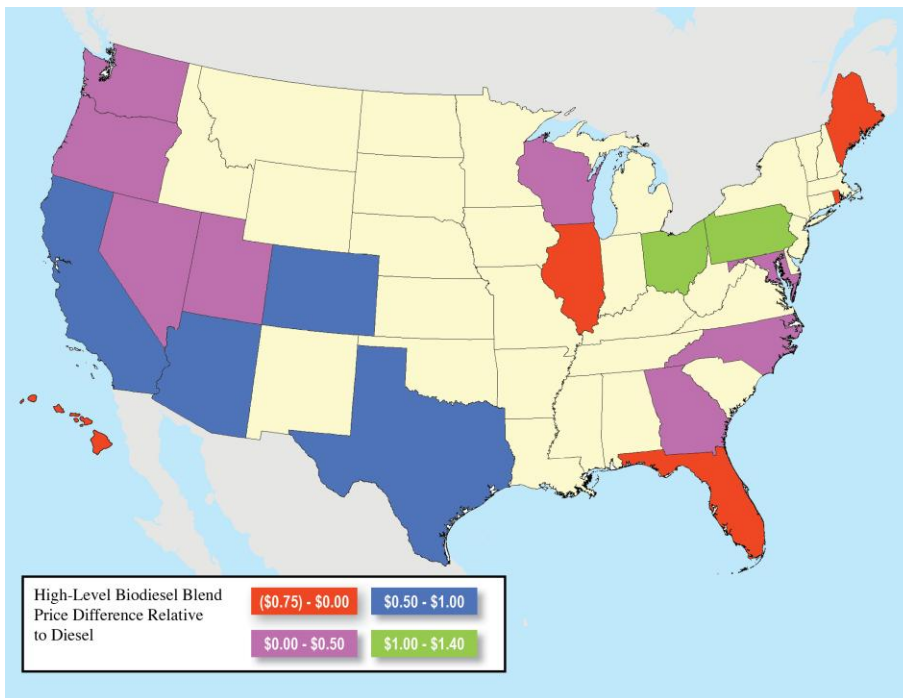 High-Level Biodiesel Blend
Price Difference Relative
to Diesel
($0.75) - $0.00
$0.50 - $1.00
$0.00 - $0.50
$1.00 - $1.40